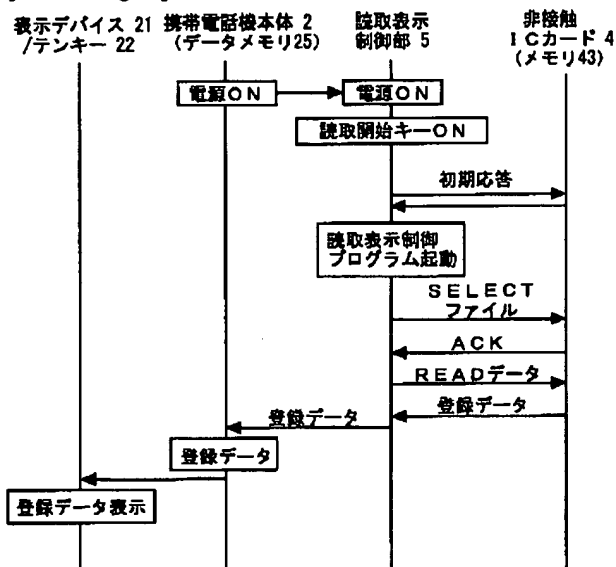 表示デバイス 21
/テンキー 22
携帯電話機本体 2
(データメモリ25)
読取表示
制御部 5
非接触
ICカード 4
(メモリ43)
電源ON
電源ON
読取開始キーON
初期応答
読取表示制御
プログラム起動
SELECT
ファイル
ACK
READデータ
登録データ
登録データ
登録データ
登録データ表示